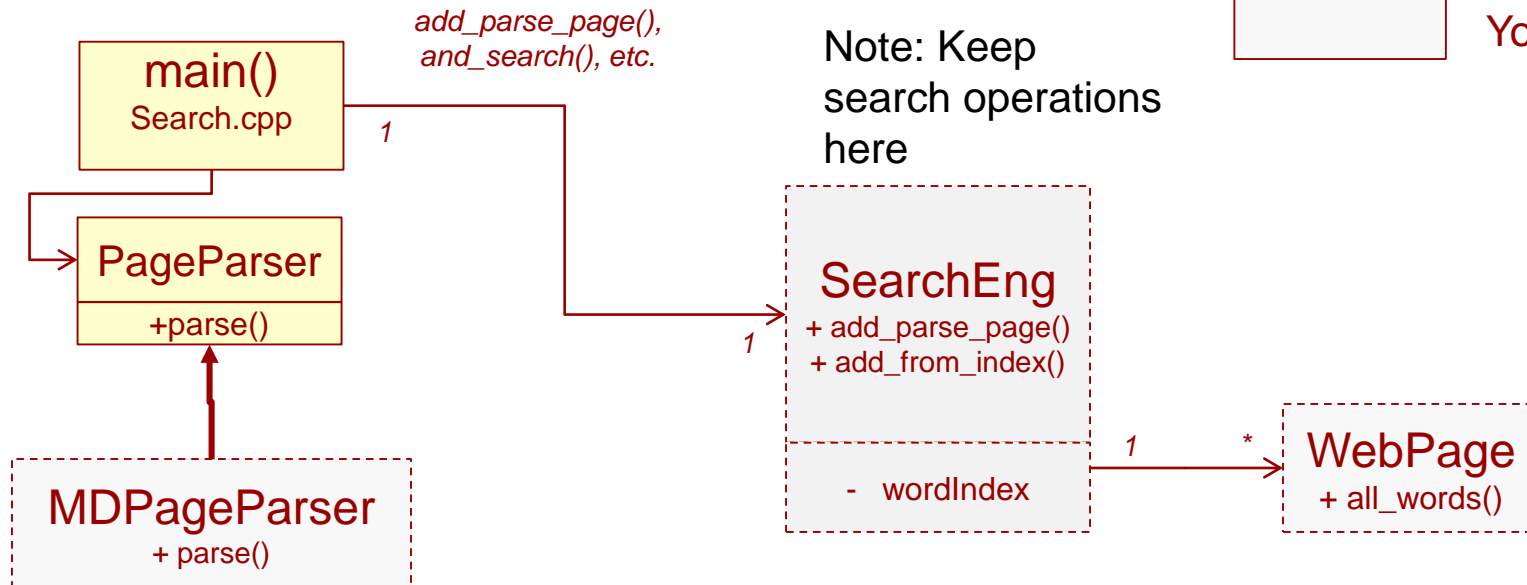 add_parse_page(),
and_search(), etc.
main()
Search.cpp
1
Note: Keep
search operations
here
PageParser
+parse()
SearchEng
+ add_parse_page()
+ add_from_index()
1
- wordIndex
1
*
WebPage
+ all_words()
MDPageParser
+ parse()